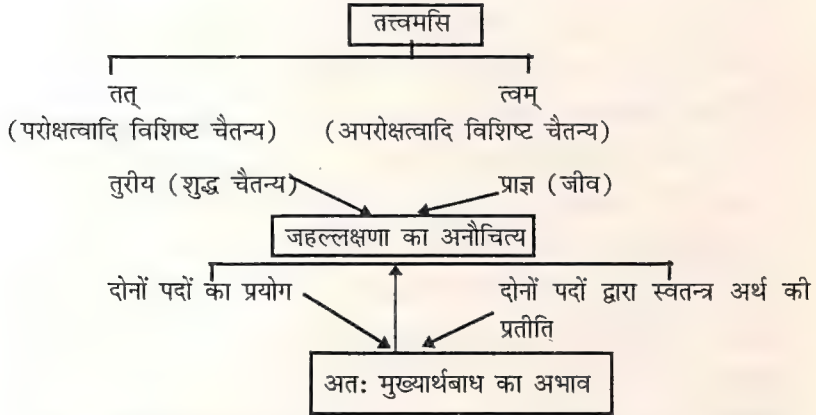 तत्त्वमसि
तत् त्वम्
(परोक्षत्वादि विशिष्ट चैतन्य) (अपरोक्षत्वादि विशिष्ट चैतन्य)
तुरीय (शुद्ध चैतन्य) प्राज्ञ (जीव)
जहल्लक्षणा का अनौचित्य
दोनों पदों का प्रयोग दोनों पदों द्वारा स्वतन्त्र अर्थ की
प्रतीति
अतः मुख्यार्थबाध का अभाव